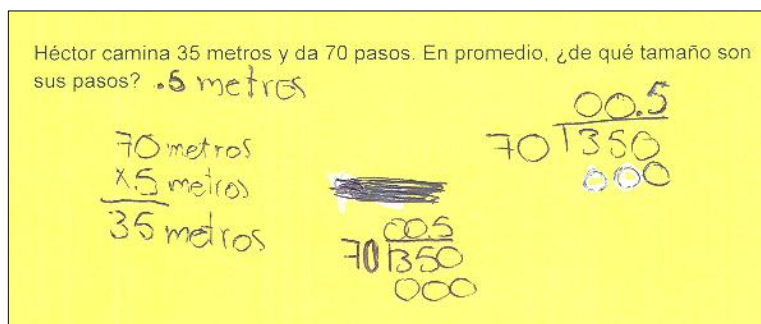 Héctor camina 35 metros y da 70 pasos. En promedio, ¿de qué tamaño son
sus pasos? .5 metros
70 metros
x.5 metros
35 metros
00.5
70 350
000
00.5
70 350
000